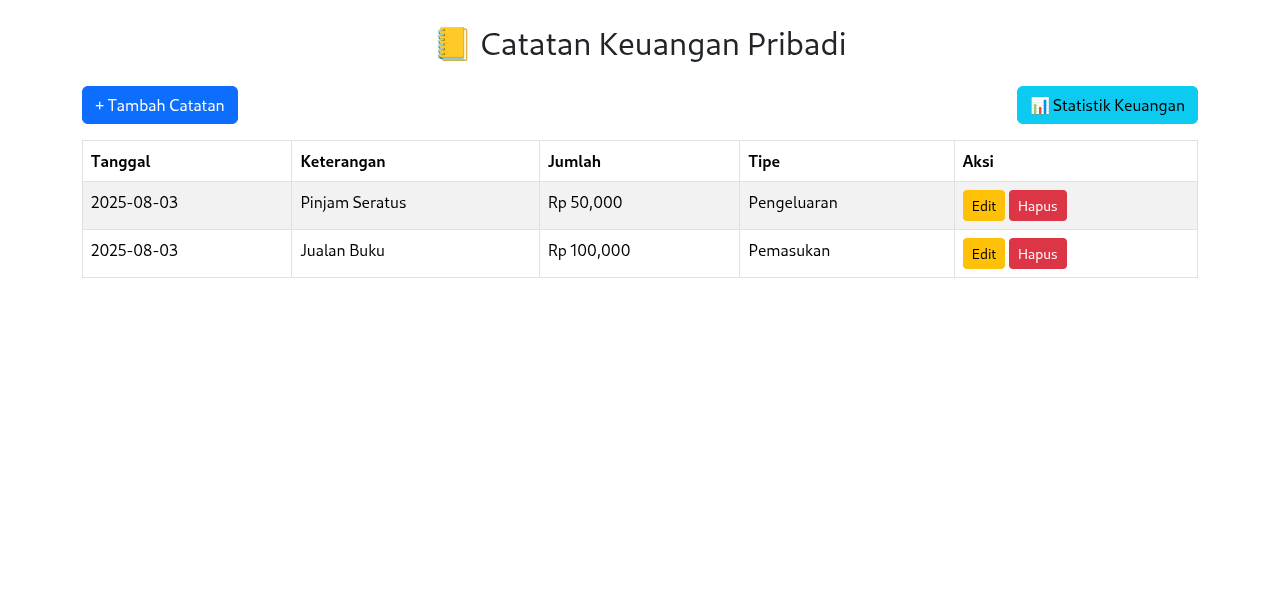 📒 Catatan Keuangan Pribadi
+ Tambah Catatan 📊 Statistik Keuangan
Tanggal Keterangan Jumlah Tipe Aksi
2025-08-03 Pinjam Seratus Rp 50,000 Pengeluaran Edit Hapus
2025-08-03 Jualan Buku Rp 100,000 Pemasukan Edit Hapus